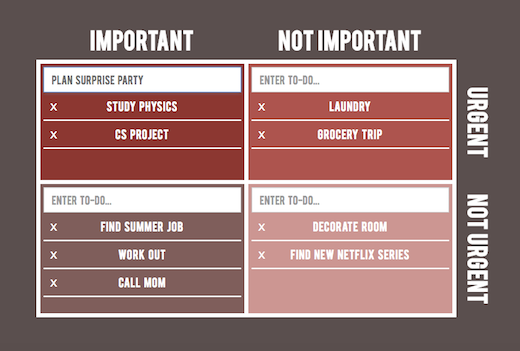 IMPORTANT
NOT IMPORTANT
PLAN SURPRISE PARTY
X STUDY PHYSICS
X CS PROJECT
ENTER TO-DO...
X LAUNDRY
X GROCERY TRIP
URGENT
ENTER TO-DO...
X FIND SUMMER JOB
X WORK OUT
X CALL MOM
ENTER TO-DO...
X DECORATE ROOM
X FIND NEW NETFLIX SERIES
NOT URGENT